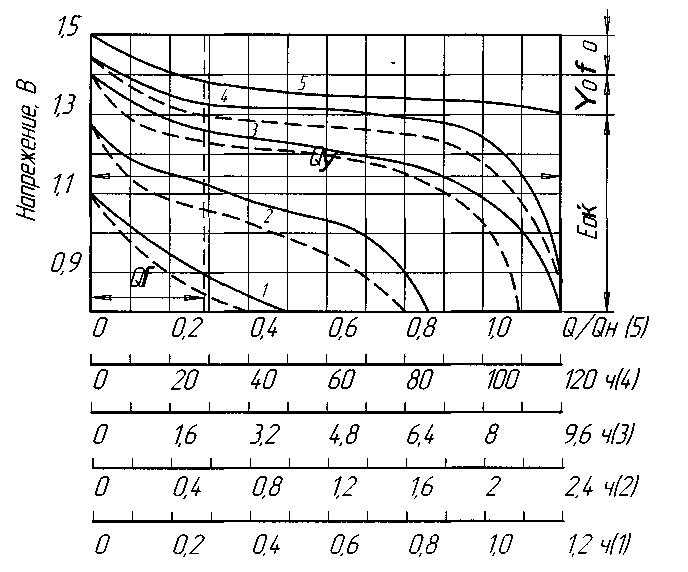 Напрежение, В
1,5
1,3
1,1
0,9
5
4
3
2
1
Qy
Qf
Y o f o
Eок
0 0,2 0,4 0,6 0,8 1,0 Q/Qн (5)
0 20 40 60 80 100 120 ч(4)
0 1,6 3,2 4,8 6,4 8 9,6 ч(3)
0 0,4 0,8 1,2 1,6 2 2,4 ч(2)
0 0,2 0,4 0,6 0,8 1,0 1,2 ч(1)